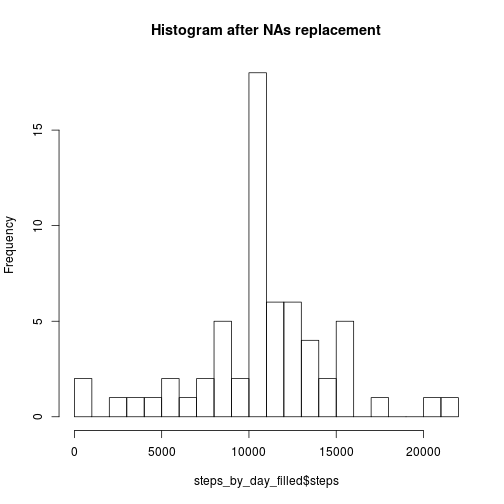 Histogram after NAs replacement
Frequency
15
10
5
0
0 5000 10000 15000 20000
steps_by_day_filled$steps